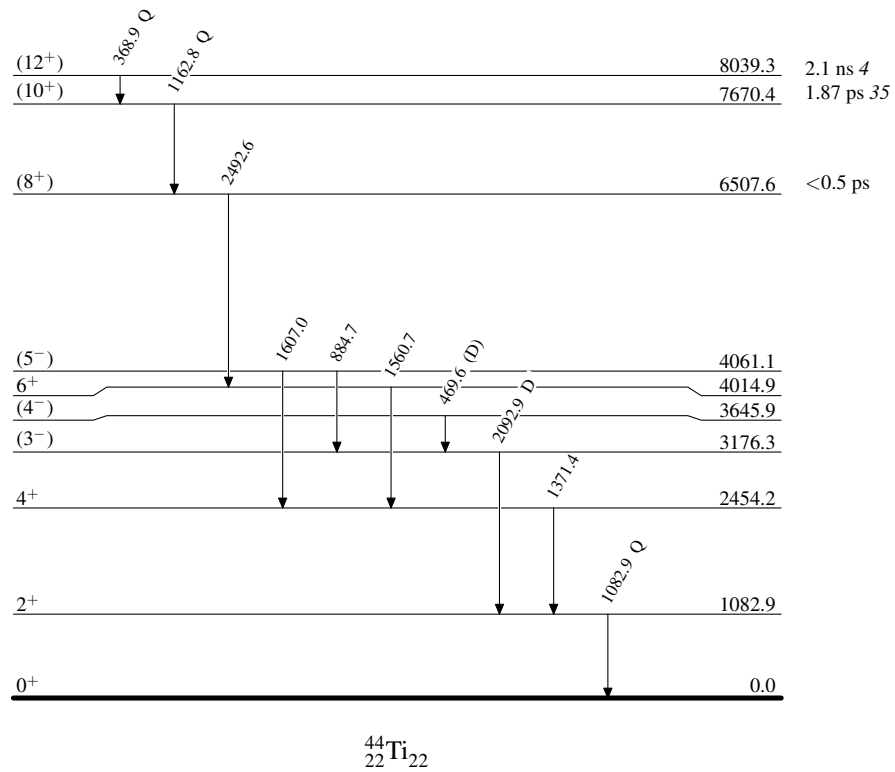 368.9 Q
1162.8 Q
(12⁺) 8039.3 2.1 ns 4
(10⁺) 7670.4 1.87 ps 35
2492.6
(8⁺) 6507.6 <0.5 ps
1607.0
884.7
1560.7
469.6 (D)
2092.9 D
(5⁻) 4061.1
6⁺ 4014.9
(4⁻) 3645.9
(3⁻) 3176.3
1371.4
4⁺ 2454.2
1082.9 Q
2⁺ 1082.9
0⁺ 0.0
⁴⁴₂₂Ti₂₂